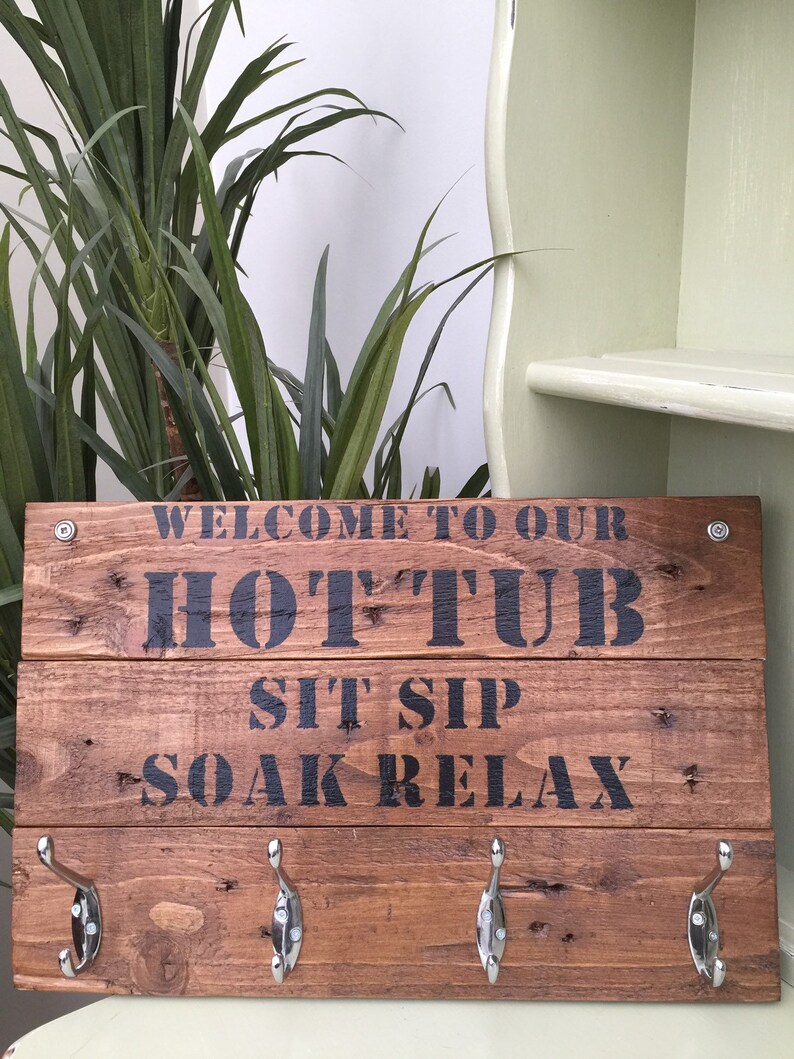 WELCOME TO OUR
HOT TUB
SIT SIP
SOAK RELAX